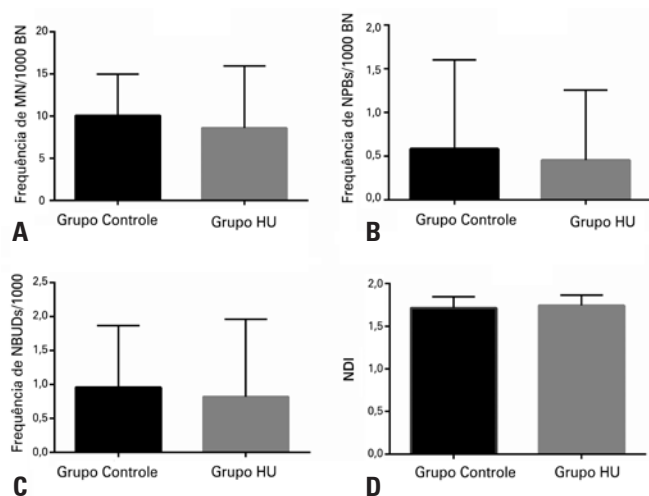 Frequência de MN/1000 BN
20
15
10
5
0
Grupo Controle
Grupo HU
A
Frequência de NPBs/1000 BN
2,0
1,5
1,0
0,5
0,0
Grupo Controle
Grupo HU
B
Frequência de NBUDs/1000
2,5
2,0
1,5
1,0
0,5
0,0
Grupo Controle
Grupo HU
C
NDI
2,0
1,5
1,0
0,5
0,0
Grupo Controle
Grupo HU
D